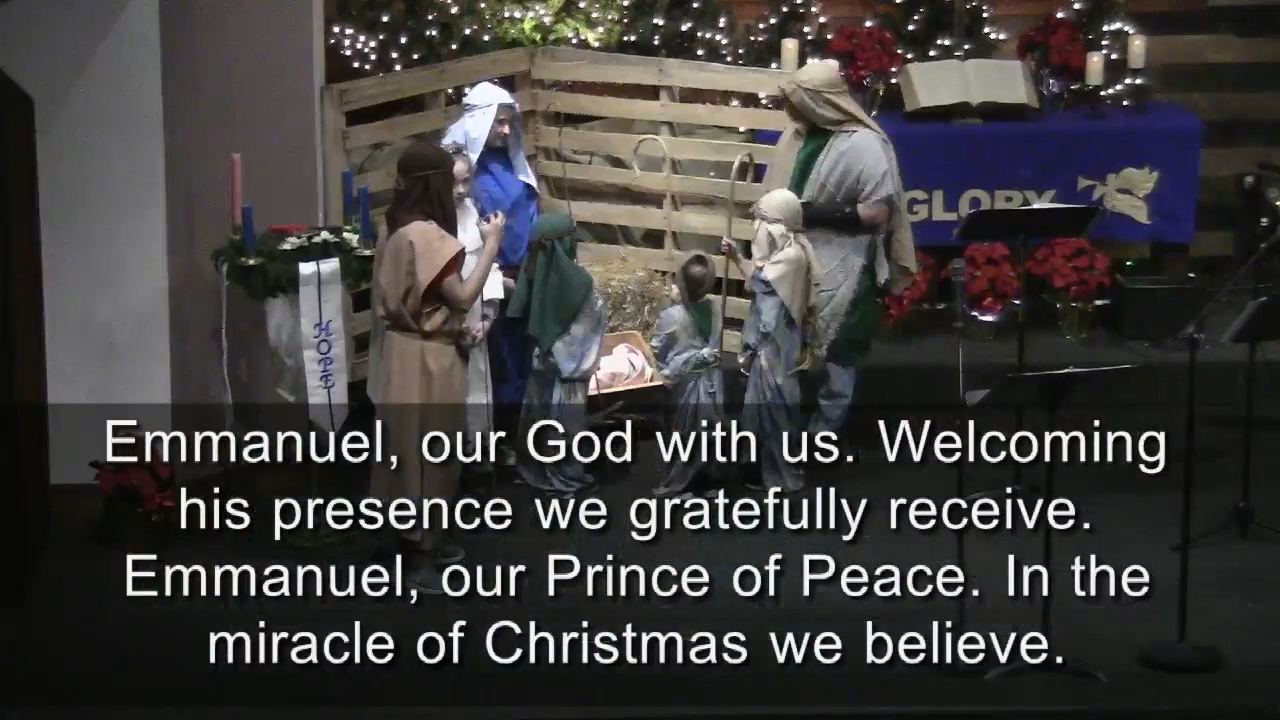 GLORY
HOPE
Emmanuel, our God with us. Welcoming
his presence we gratefully receive.
Emmanuel, our Prince of Peace. In the
miracle of Christmas we believe.